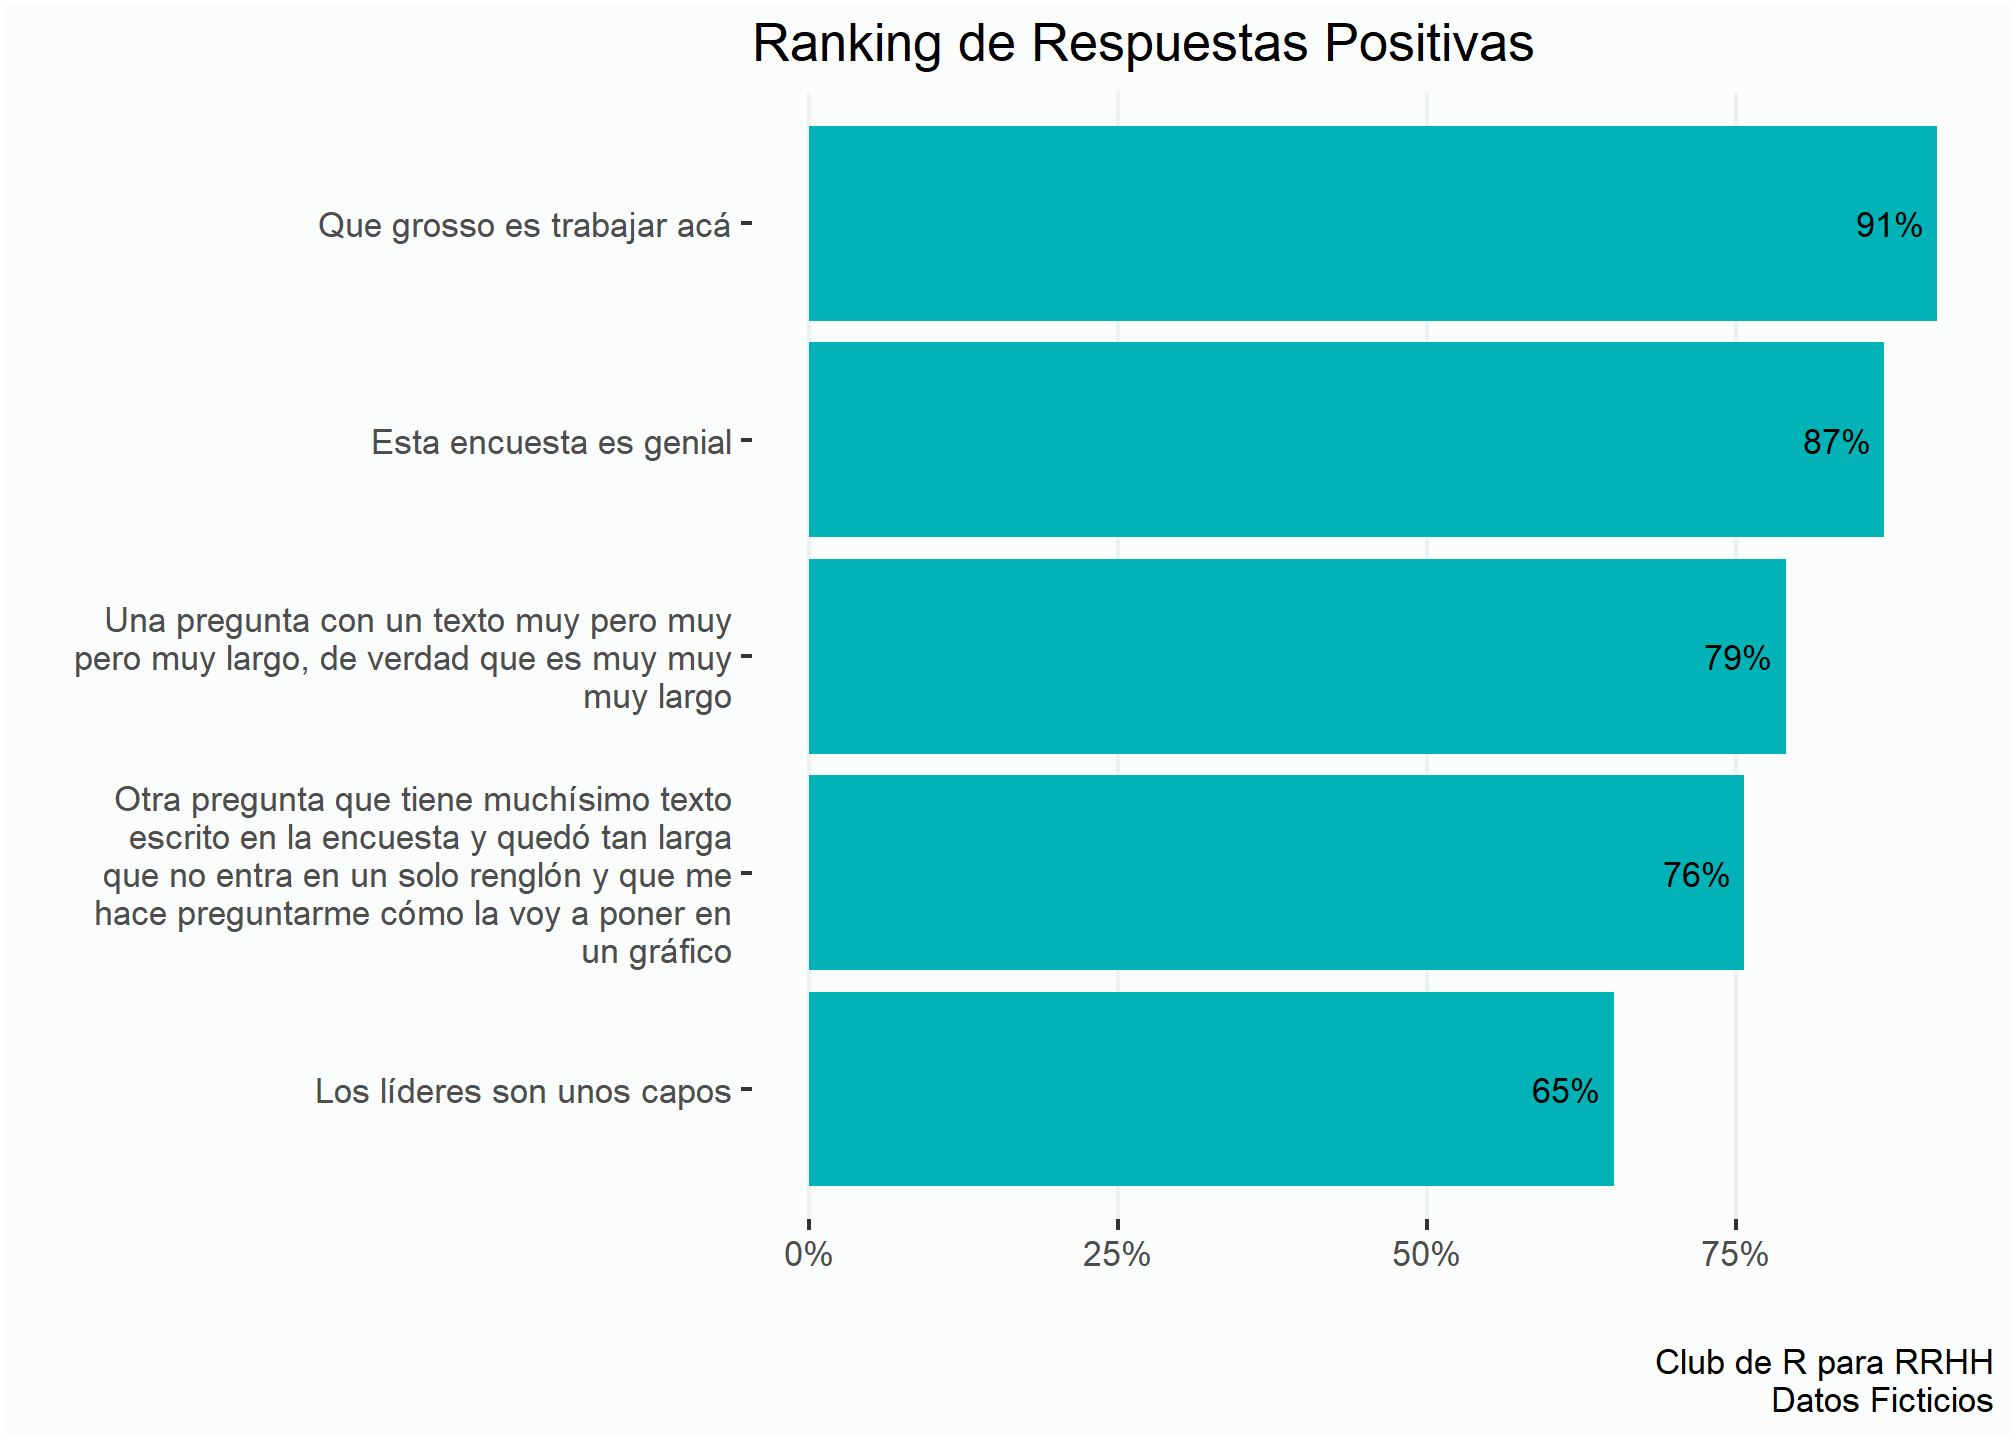 Ranking de Respuestas Positivas
Que grosso es trabajar acá
91%
Esta encuesta es genial
87%
Una pregunta con un texto muy pero muy
pero muy largo, de verdad que es muy muy
muy largo
79%
Otra pregunta que tiene muchísimo texto
escrito en la encuesta y quedó tan larga
que no entra en un solo renglón y que me
hace preguntarme cómo la voy a poner en
un gráfico
76%
Los líderes son unos capos
65%
0%
25%
50%
75%
Club de R para RRHH
Datos Ficticios